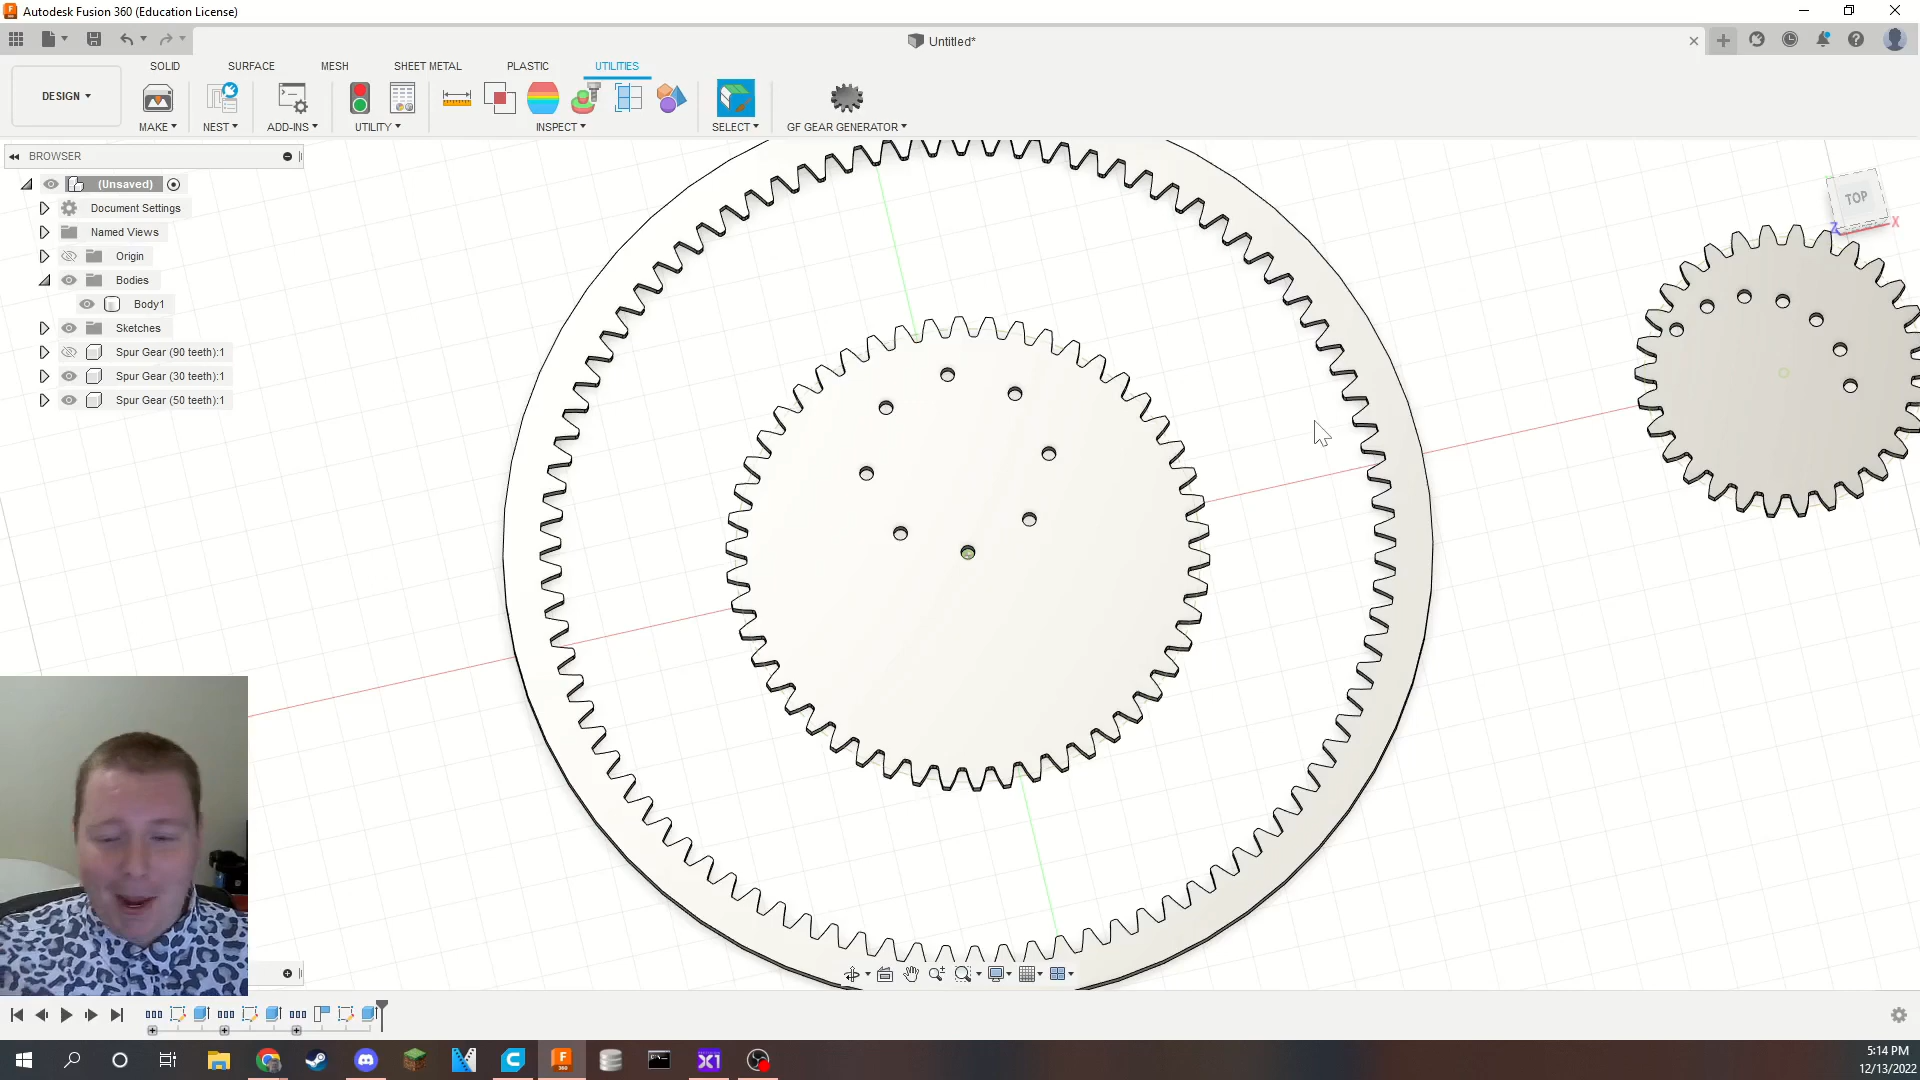 Autodesk Fusion 360 (Education License)
Untitled*
SOLID SURFACE MESH SHEET METAL PLASTIC UTILITIES
DESIGN
MAKE NEST ADD-INS UTILITY INSPECT SELECT GF GEAR GENERATOR
BROWSER
(Unsaved)
Document Settings
Named Views
Origin
Bodies
Body1
Sketches
Spur Gear (90 teeth):1
Spur Gear (30 teeth):1
Spur Gear (50 teeth):1
TOP
Z
X
F
360
X1
5:14 PM
12/13/2022